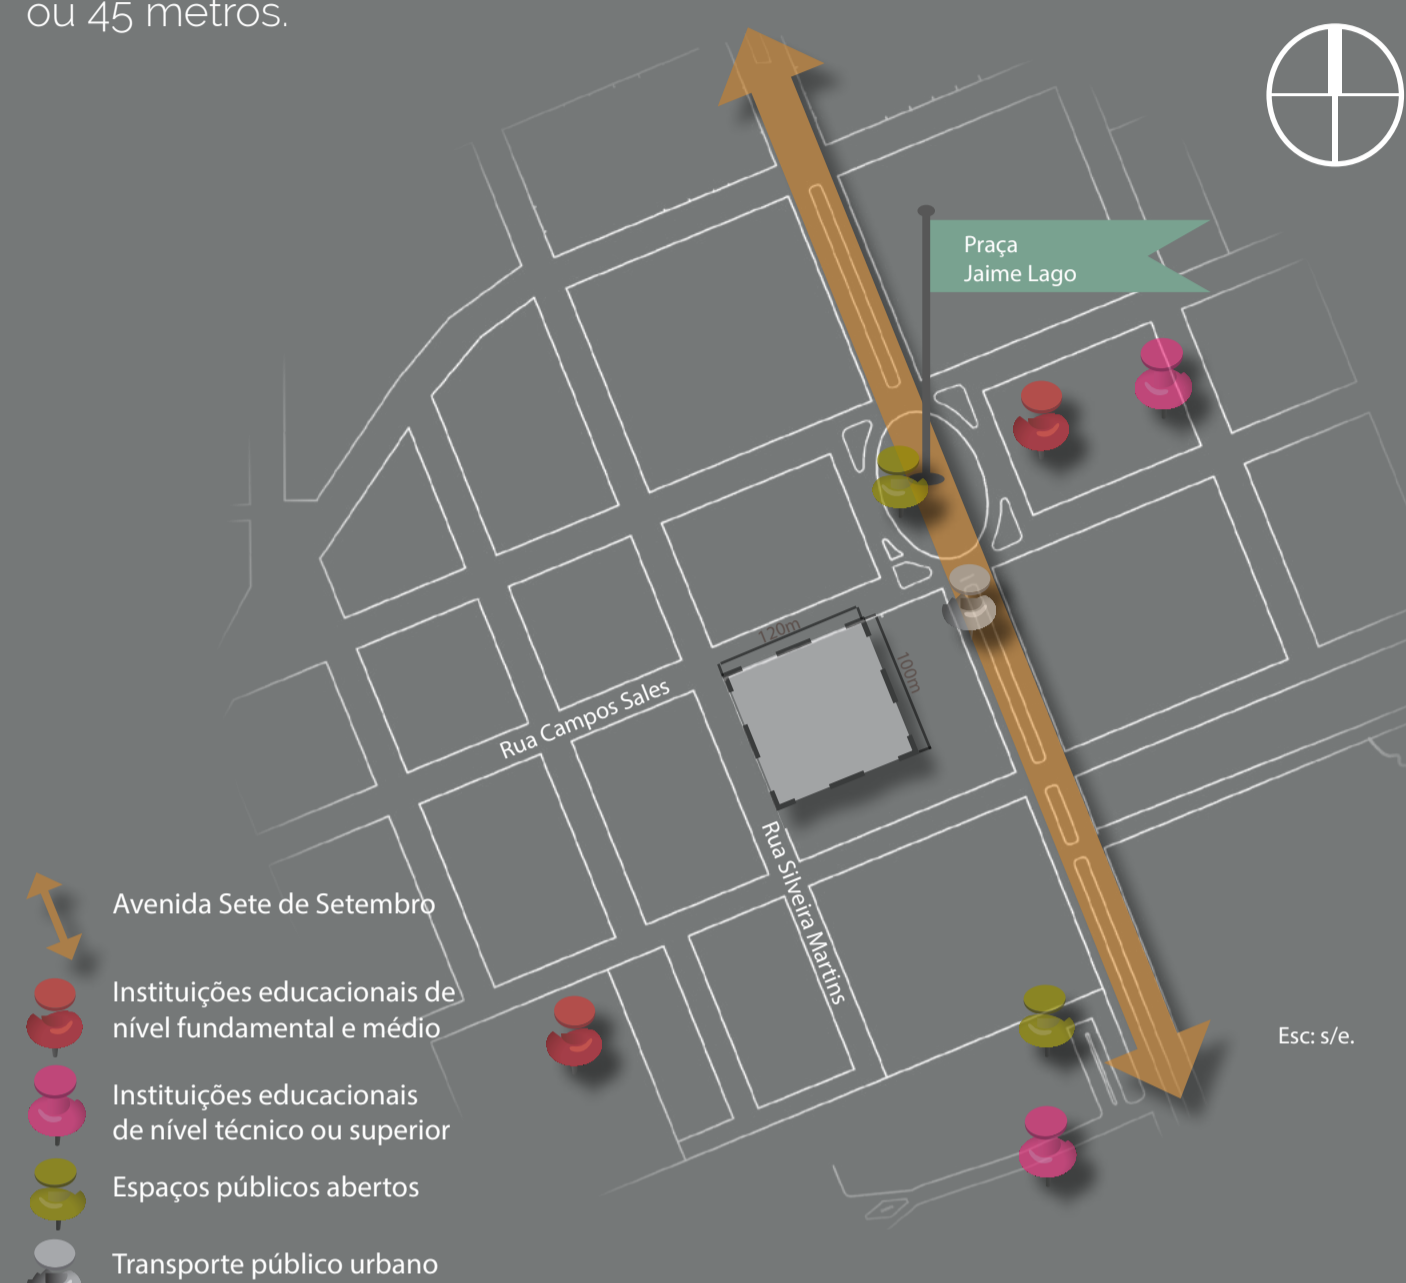 ou 45 metros.
Praça
Jaime Lago
120m
100m
Rua Campos Sales
Rua Silveira Martins
Avenida Sete de Setembro
Instituições educacionais de
nível fundamental e médio
Instituições educacionais
de nível técnico ou superior
Espaços públicos abertos
Transporte público urbano
Esc: s/e.